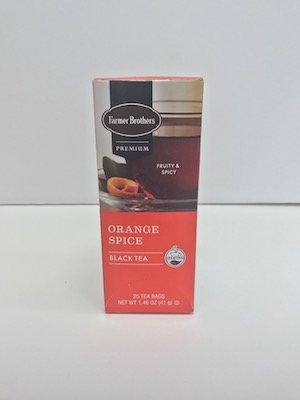 Farmer Brothers
PREMIUM
FRUITY &
SPICY
ORANGE
SPICE
BLACK TEA
25 TEA BAGS
NET WT 1.46 OZ (41 g)